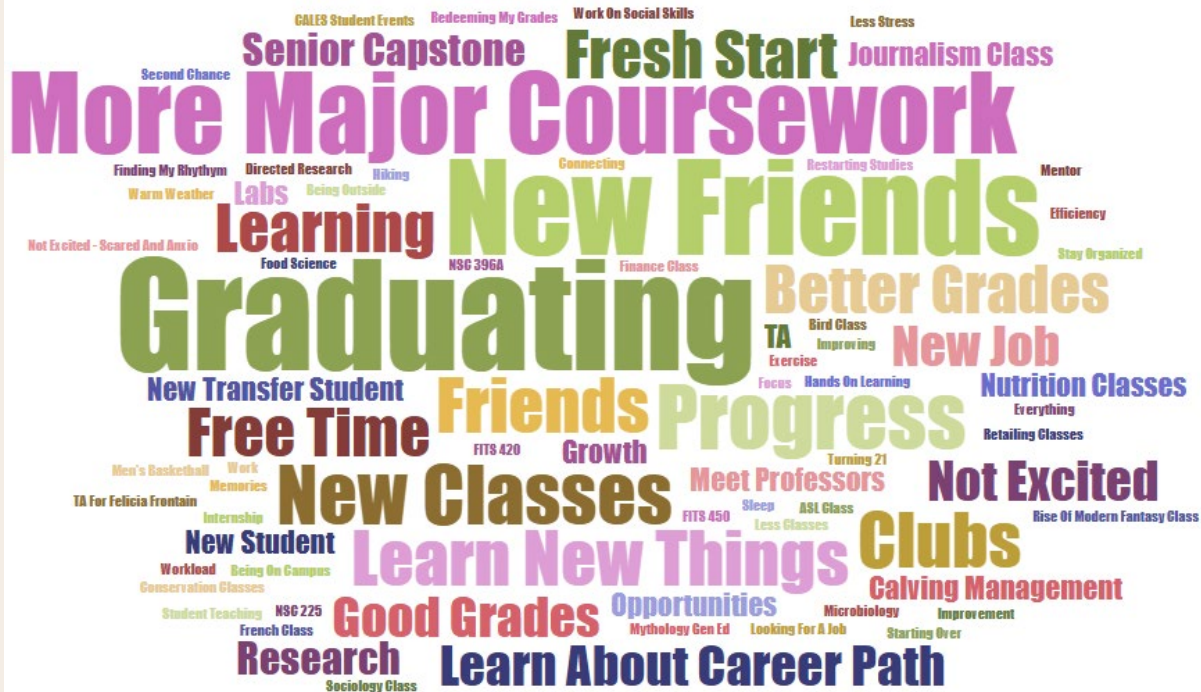 CALES Student Events
Redeeming My Grades
Work On Social Skills
Less Stress
Senior Capstone
Fresh Start
Journalism Class
Second Chance
More Major Coursework
Finding My Rhythym
Directed Research
Hiking
Connecting
Restarting Studies
Mentor
Warm Weather
Labs
Being Outside
New Friends
Learning
Efficiency
Not Excited - Scared And Anxio
Food Science
NSC 396A
Finance Class
Stay Organized
Graduating
Better Grades
TA
Bird Class
Improving
Exercise
New Job
New Transfer Student
Friends
Focus
Hands On Learning
Nutrition Classes
Progress
Everything
Free Time
FITS 420
Growth
Retailing Classes
Turning 21
Men's Basketball
Work
Memories
New Classes
Meet Professors
Not Excited
TA For Felicia Frontain
Internship
FITS 450
Sleep
ASL Class
Less Classes
Clubs
Rise Of Modern Fantasy Class
New Student
Learn New Things
Workload
Being On Campus
Conservation Classes
Calving Management
Student Teaching
NSC 225
Good Grades
Opportunities
Microbiology
Improvement
French Class
Mythology Gen Ed
Looking For A Job
Starting Over
Research
Learn About Career Path
Sociology Class